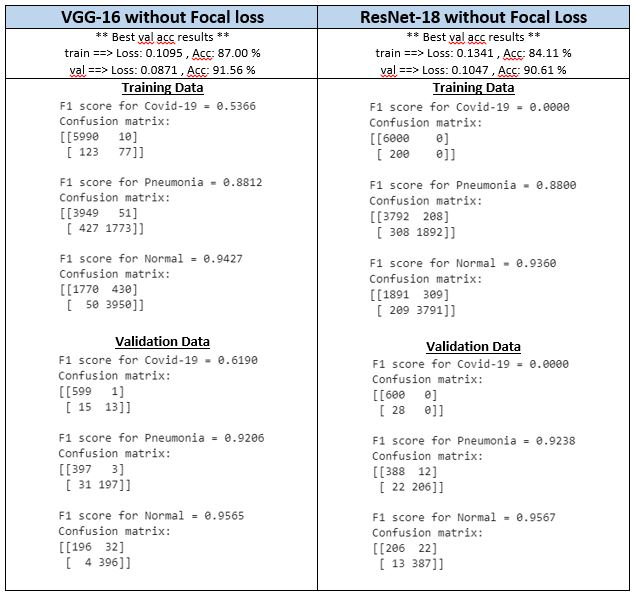 VGG-16 without Focal loss
** Best val acc results **
train ==> Loss: 0.1095 , Acc: 87.00 %
val ==> Loss: 0.0871 , Acc: 91.56 %
Training Data
F1 score for Covid-19 = 0.5366
Confusion matrix:
[[5990   10]
 [ 123   77]]
F1 score for Pneumonia = 0.8812
Confusion matrix:
[[3949   51]
 [ 427 1773]]
F1 score for Normal = 0.9427
Confusion matrix:
[[1770  430]
 [  50 3950]]
Validation Data
F1 score for Covid-19 = 0.6190
Confusion matrix:
[[599   1]
 [ 15  13]]
F1 score for Pneumonia = 0.9206
Confusion matrix:
[[397   3]
 [ 31 197]]
F1 score for Normal = 0.9565
Confusion matrix:
[[196  32]
 [  4 396]]
ResNet-18 without Focal Loss
** Best val acc results **
train ==> Loss: 0.1341 , Acc: 84.11 %
val ==> Loss: 0.1047 , Acc: 90.61 %
Training Data
F1 score for Covid-19 = 0.0000
Confusion matrix:
[[6000    0]
 [ 200    0]]
F1 score for Pneumonia = 0.8800
Confusion matrix:
[[3792  208]
 [ 308 1892]]
F1 score for Normal = 0.9360
Confusion matrix:
[[1891  309]
 [ 209 3791]]
Validation Data
F1 score for Covid-19 = 0.0000
Confusion matrix:
[[600   0]
 [ 28   0]]
F1 score for Pneumonia = 0.9238
Confusion matrix:
[[388  12]
 [ 22 206]]
F1 score for Normal = 0.9567
Confusion matrix:
[[206  22]
 [ 13 387]]